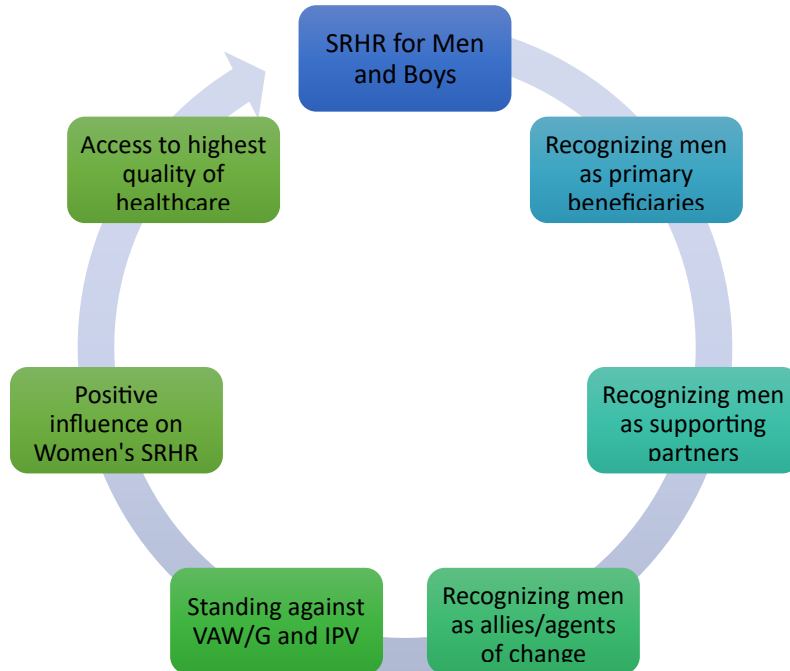 SRHR for Men
and Boys
Recognizing men
as primary
beneficiaries
Recognizing men
as supporting
partners
Recognizing men
as allies/agents
of change
Standing against
VAW/G and IPV
Positive
influence on
Women's SRHR
Access to highest
quality of
healthcare